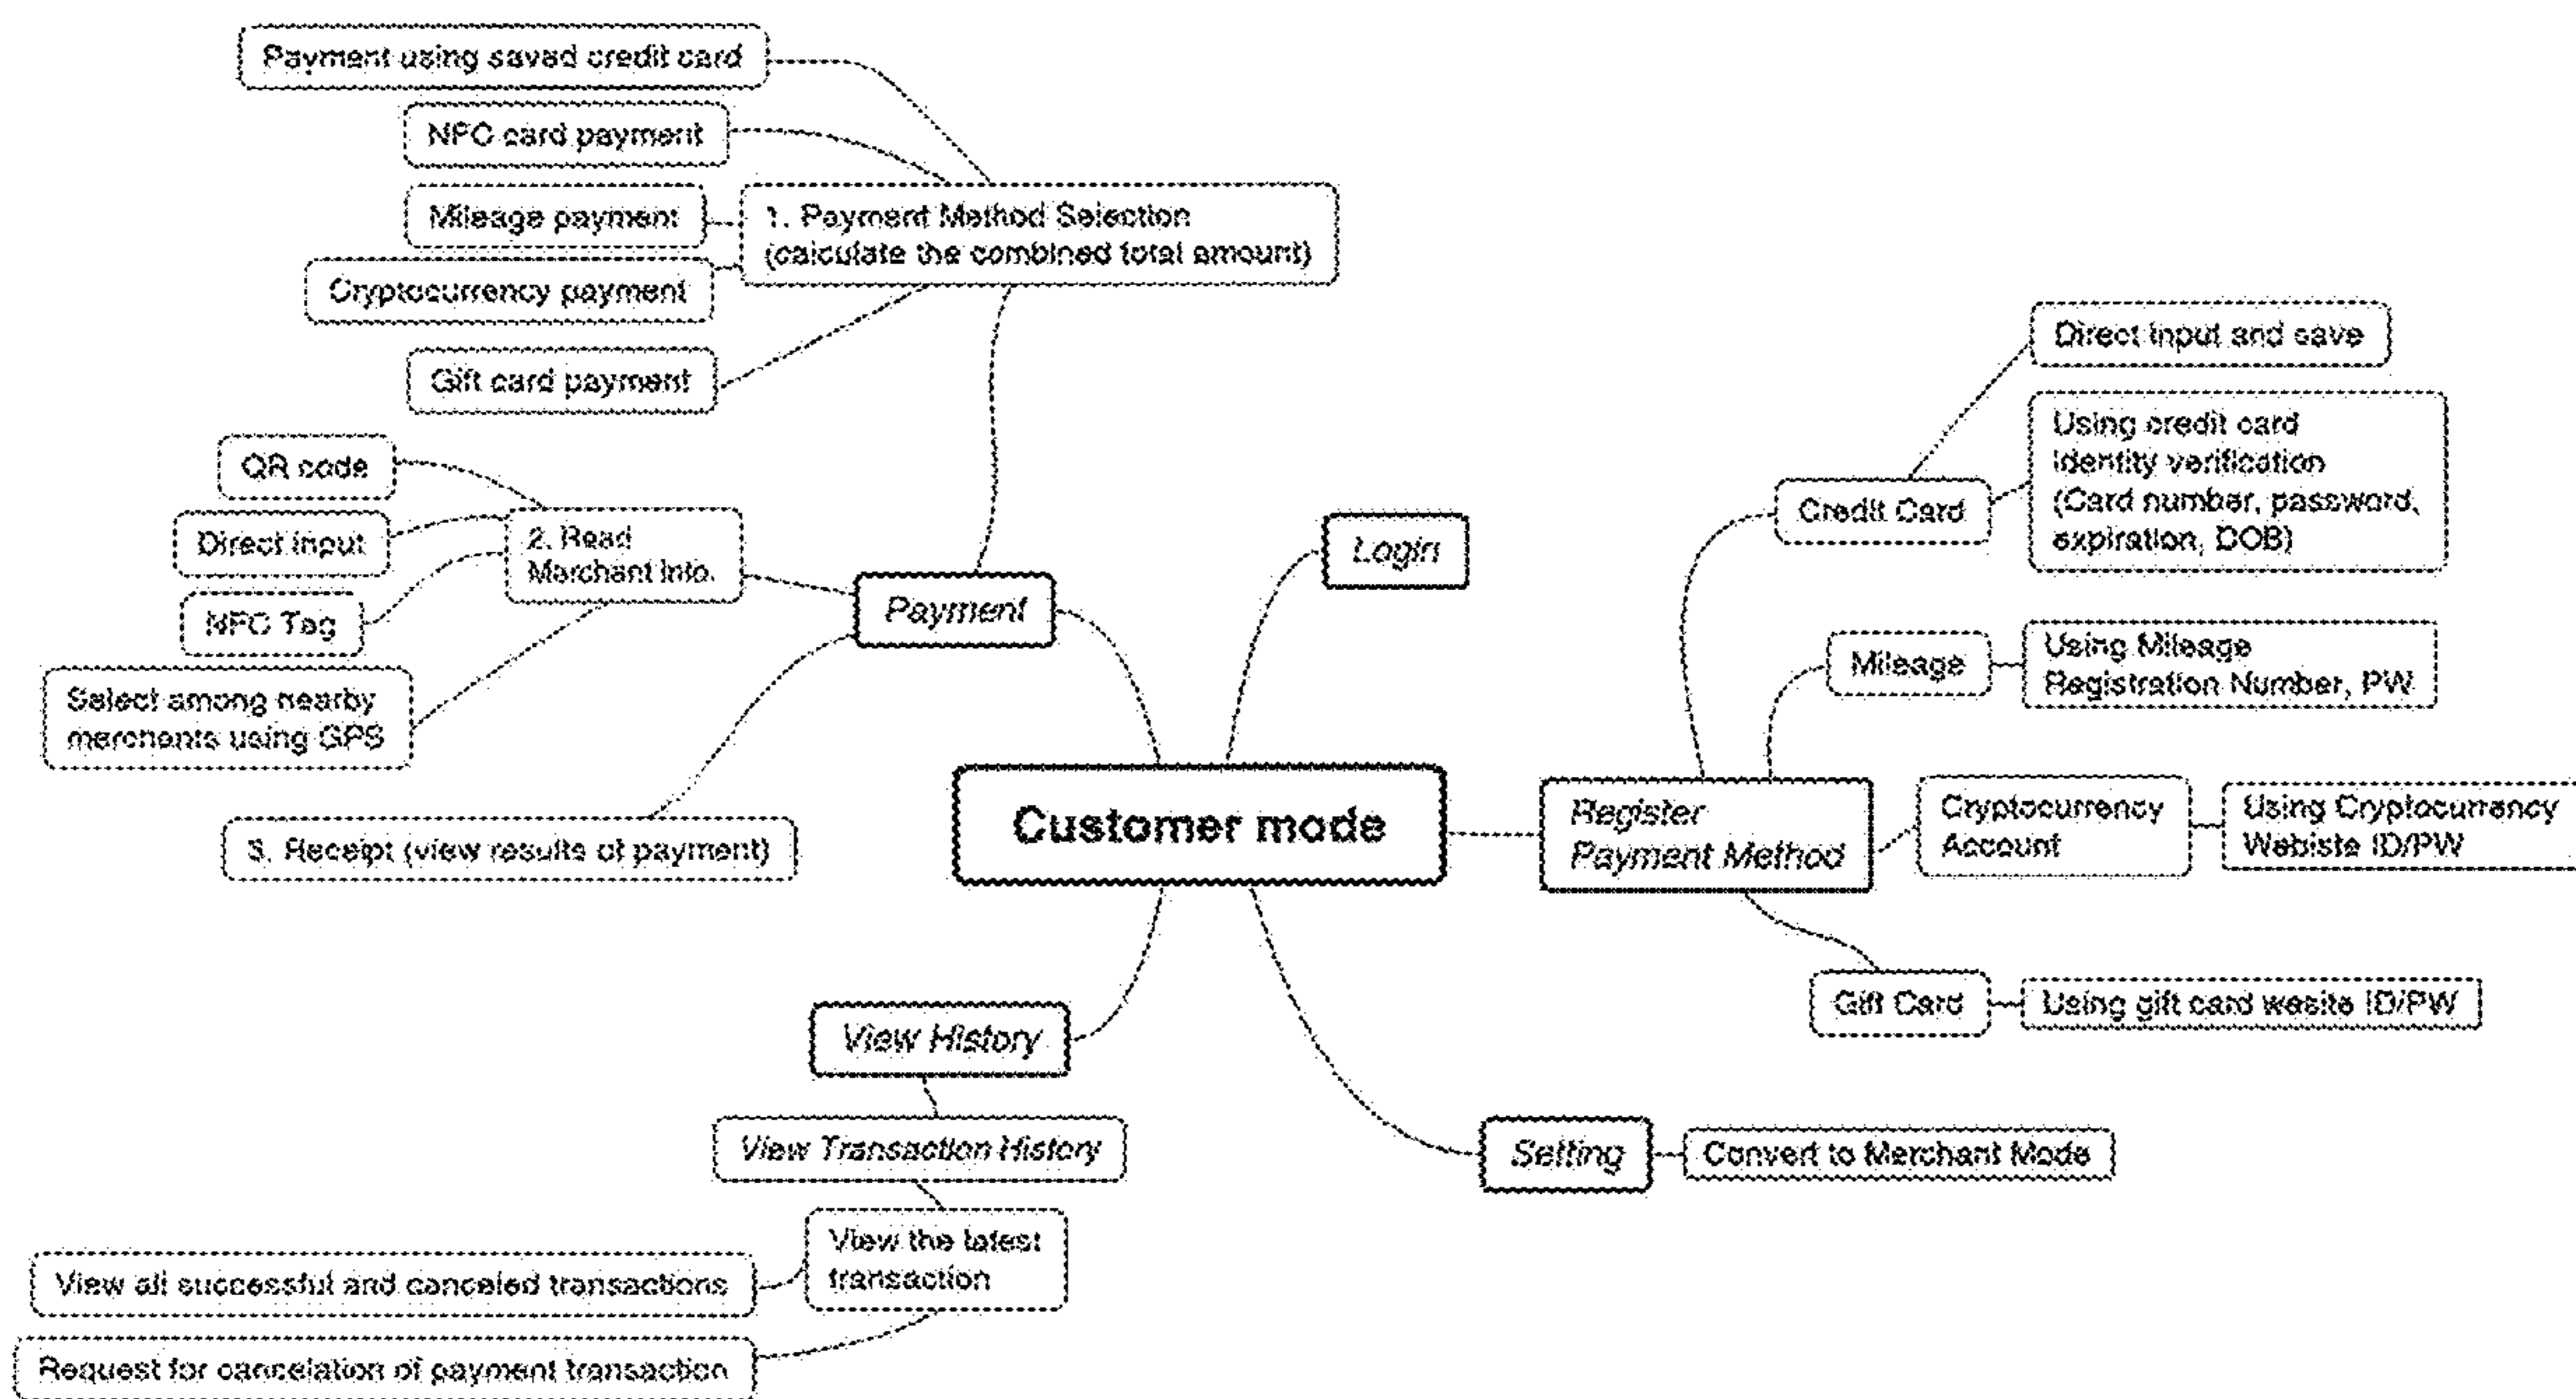 Payment using saved credit card
NFC card payment
Mileage payment
1. Payment Method Selection
(calculate the combined total amount)
Cryptocurrency payment
Gift card payment
QR code
Direct input
2. Read
Merchant info.
NFC Tag
Select among nearby
merchants using GPS
Payment
3. Receipt (view results of payment)
Login
Customer mode
Direct input and save
Using credit card
identity verification
(Card number, password,
expiration, DOB)
Credit Card
Mileage
Using Mileage
Registration Number, PW
Register
Payment Method
Cryptocurrency
Account
Using Cryptocurrency
Webiste ID/PW
Gift Card
Using gift card wesite ID/PW
View History
View Transaction History
View the latest
transaction
View all successful and canceled transactions
Request for cancelation of payment transaction
Setting
Convert to Merchant Mode